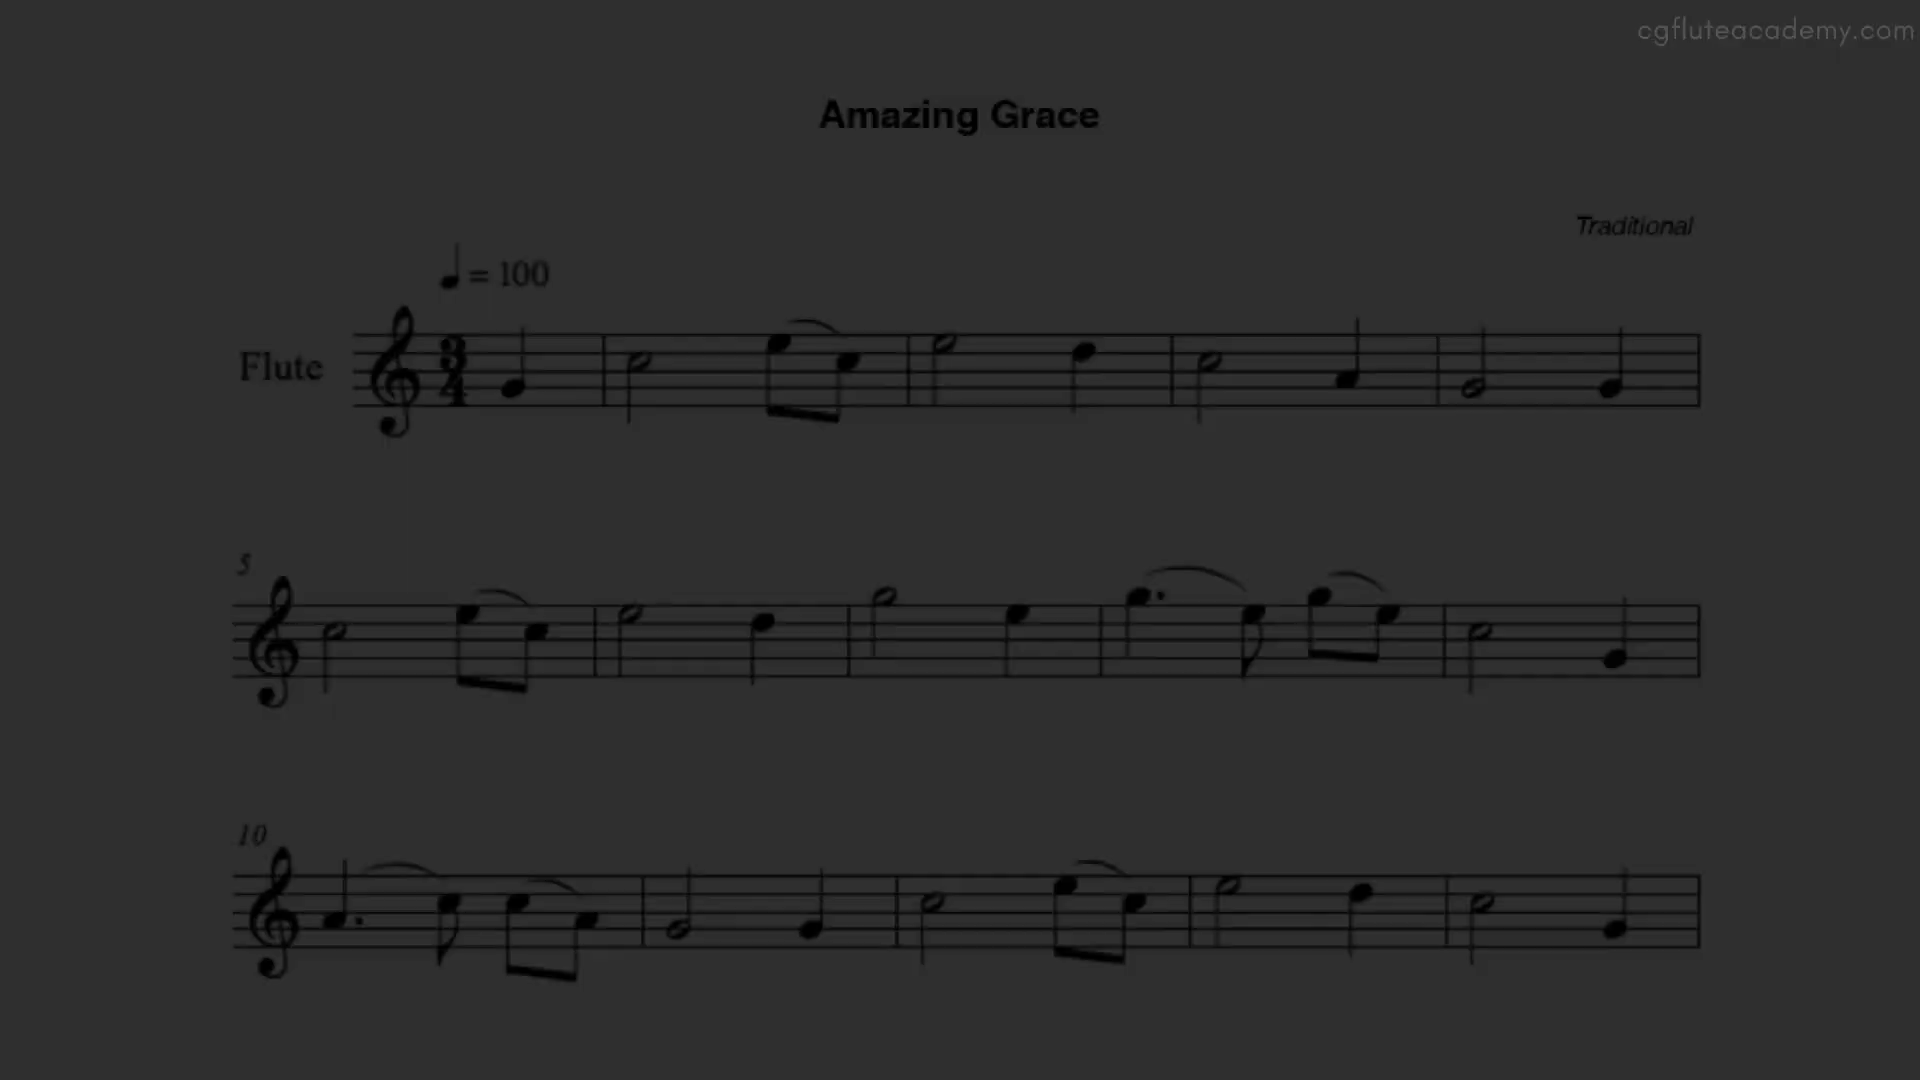 cgfluteacademy.com
Amazing Grace
Traditional
= 100
Flute
3
4
5
10